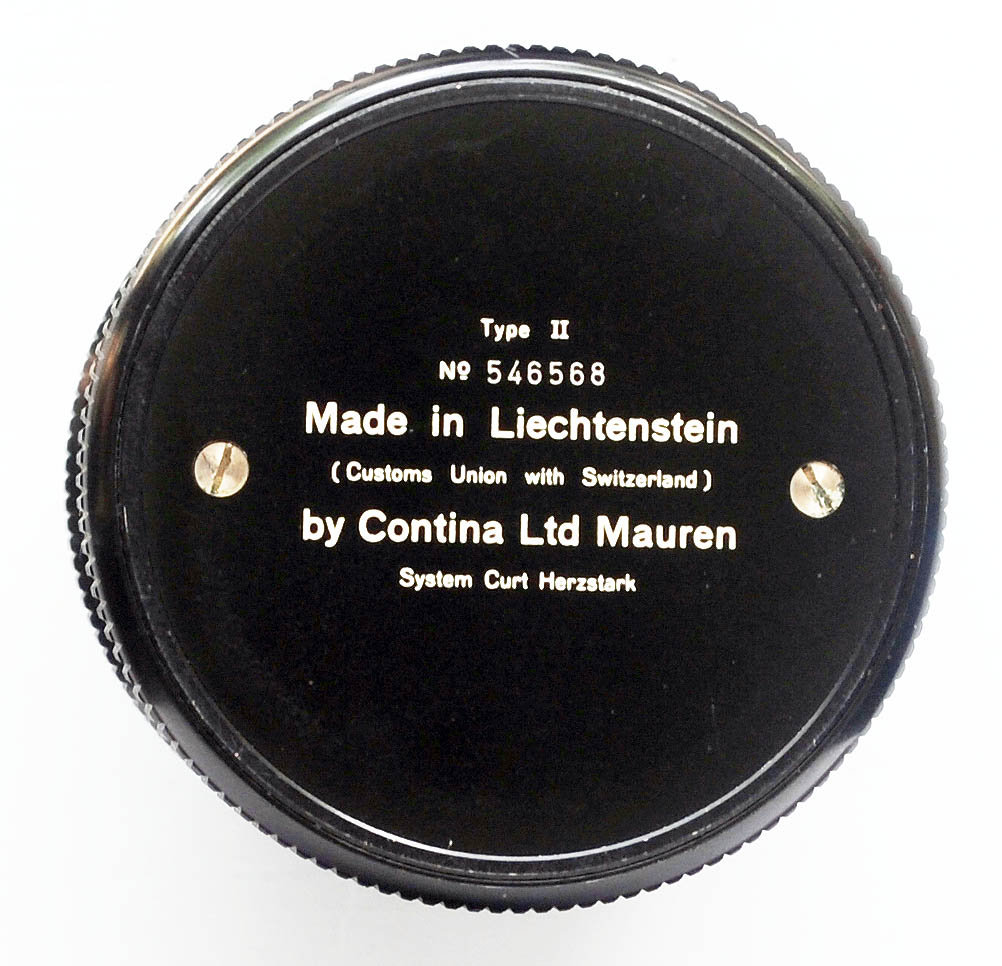 Type II
Nº 546568
Made in Liechtenstein
(Customs Union with Switzerland)
by Contina Ltd Mauren
System Curt Herzstark